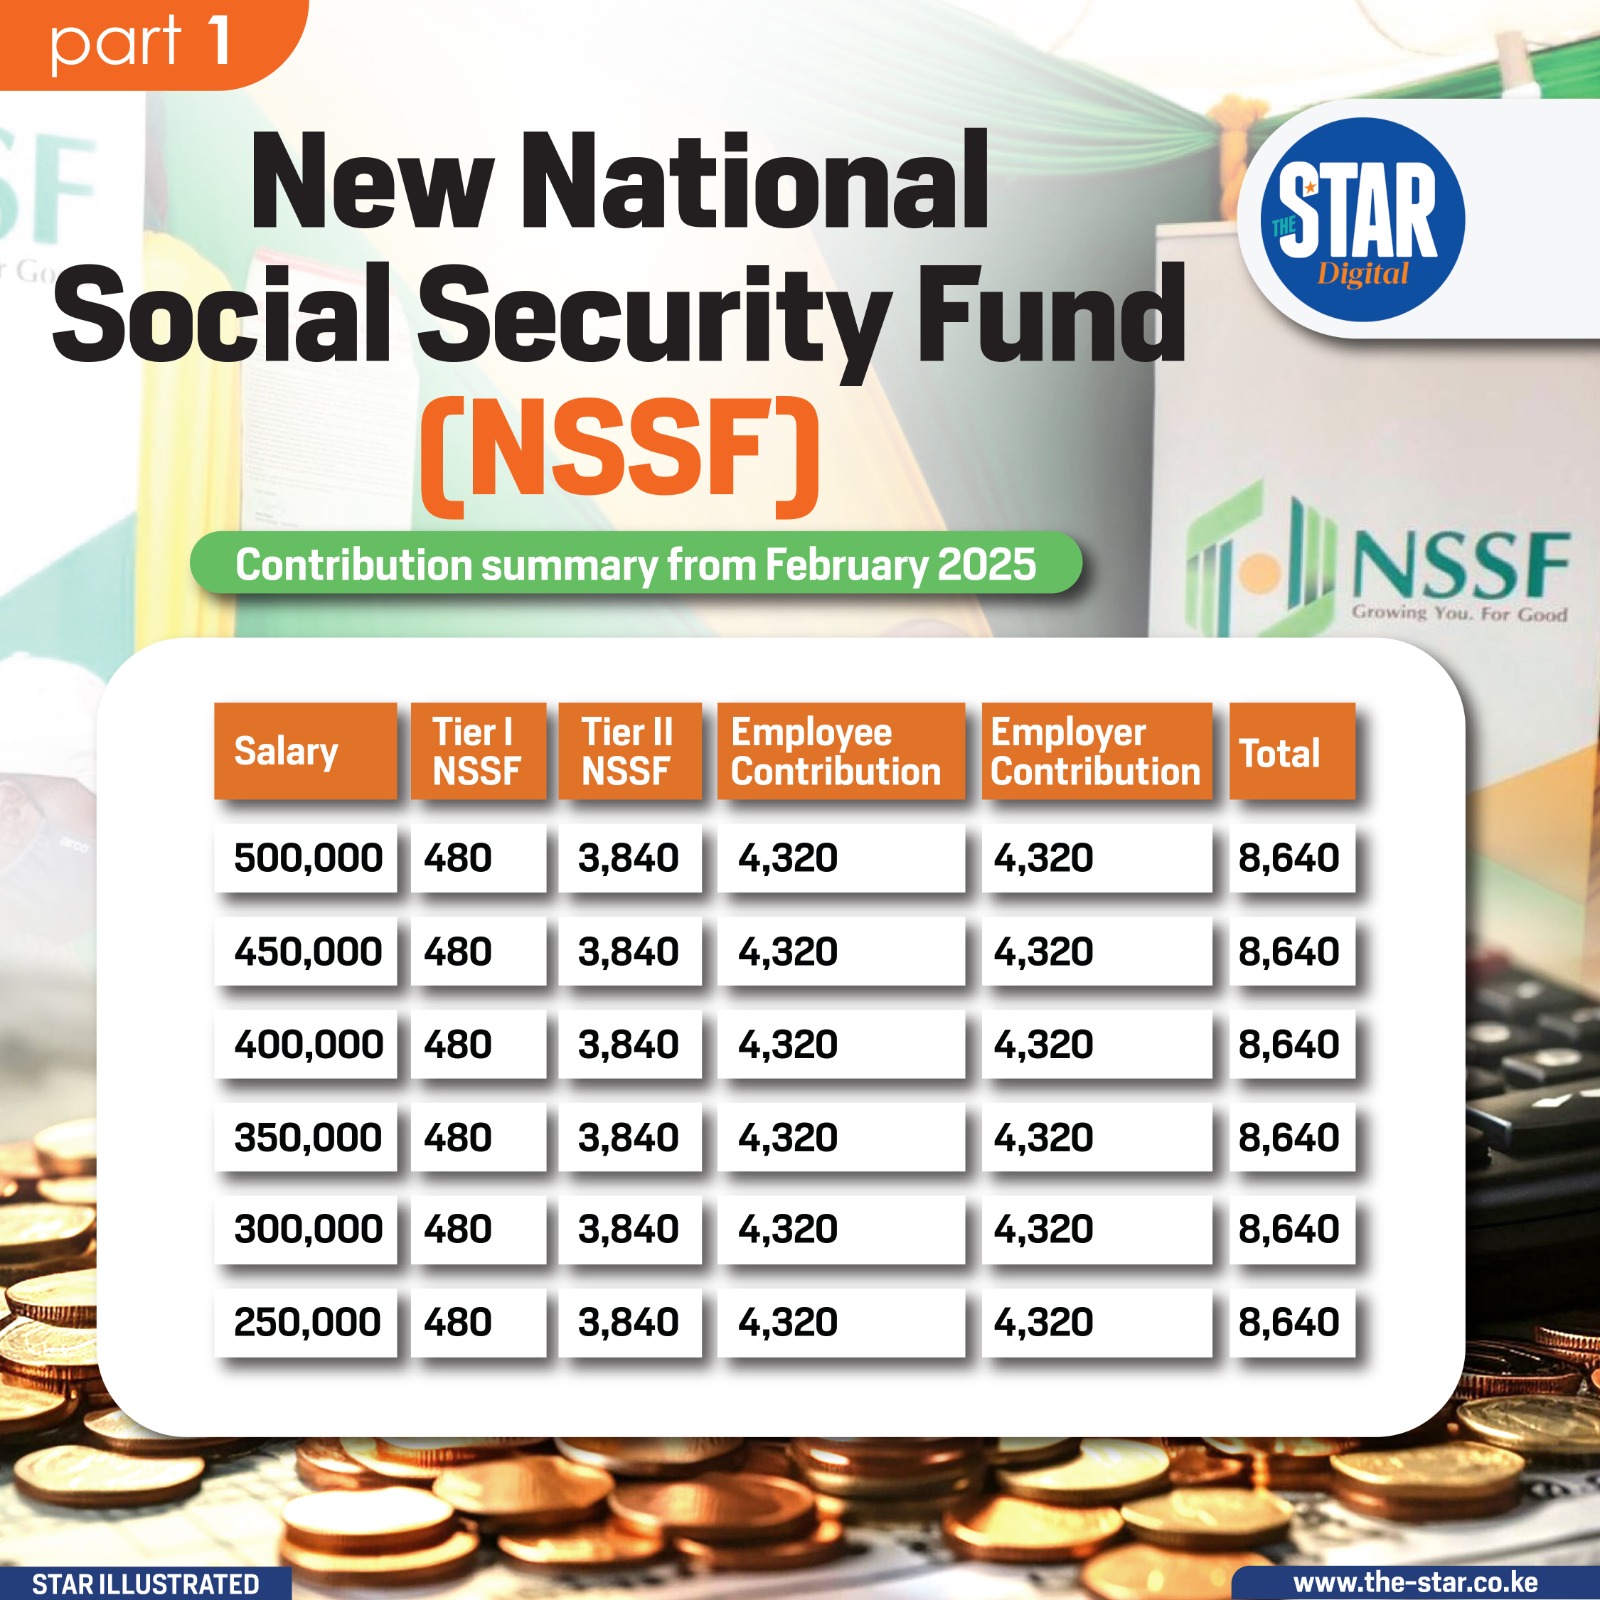 part 1
SF
r Go
New National
Social Security Fund
(NSSF)
THE
STAR
Digital
Contribution summary from February 2025
NSSF
Growing You. For Good
Salary Tier I NSSF Tier II NSSF Employee Contribution Employer Contribution Total
500,000 480 3,840 4,320 4,320 8,640
450,000 480 3,840 4,320 4,320 8,640
400,000 480 3,840 4,320 4,320 8,640
350,000 480 3,840 4,320 4,320 8,640
300,000 480 3,840 4,320 4,320 8,640
250,000 480 3,840 4,320 4,320 8,640
STAR ILLUSTRATED
www.the-star.co.ke